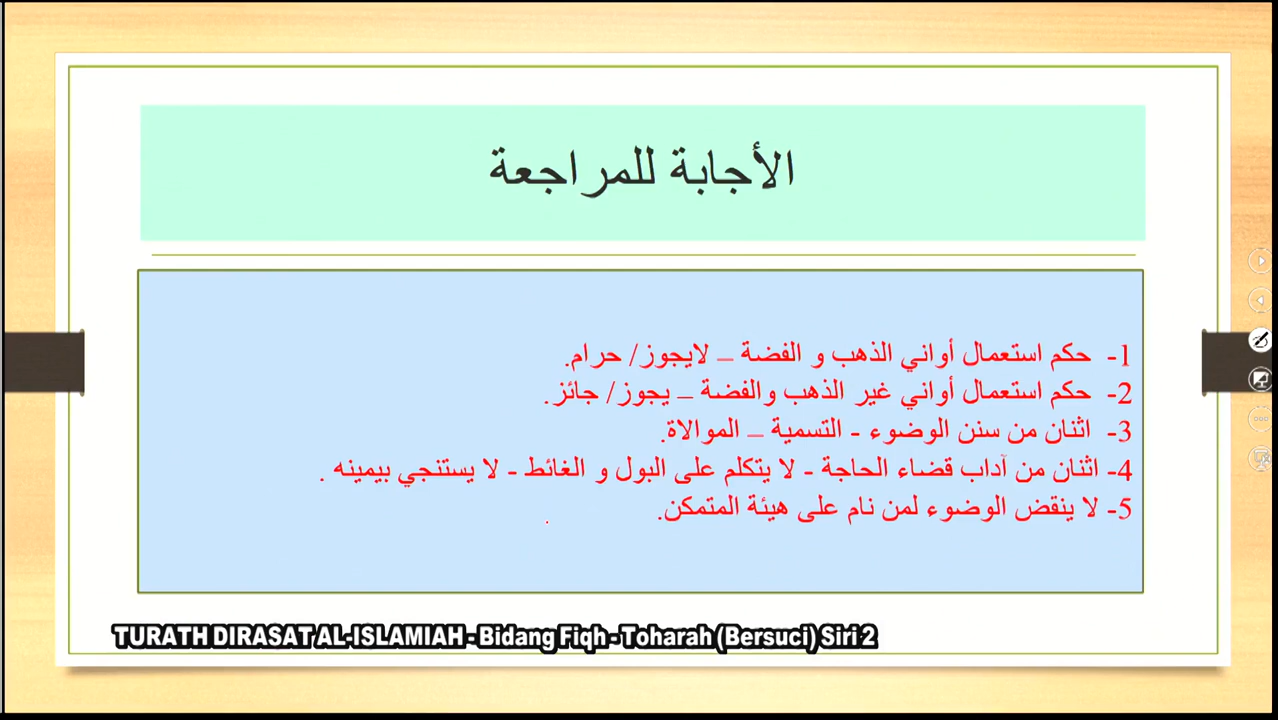 الأجابة للمراجعة
1- حكم استعمال أواني الذهب و الفضة – لايجوز/ حرام.
2- حكم استعمال أواني غير الذهب والفضة – يجوز/ جائز.
3- اثنان من سنن الوضوء - التسمية – الموالاة.
4- اثنان من آداب قضاء الحاجة - لا يتكلم على البول و الغائط - لا يستنجي بيمينه .
5- لا ينقض الوضوء لمن نام على هيئة المتمكن.
TURATH DIRASAT AL-ISLAMIAH - Bidang Fiqh - Toharah (Bersuci) Siri 2